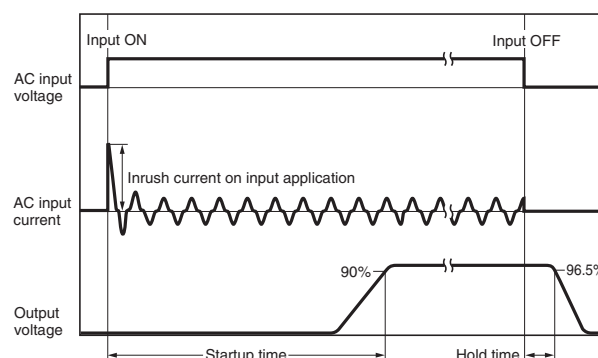 Input ON
Input OFF
AC input
voltage
Inrush current on input application
AC input
current
90%
96.5%
Output
voltage
Startup time
Hold time